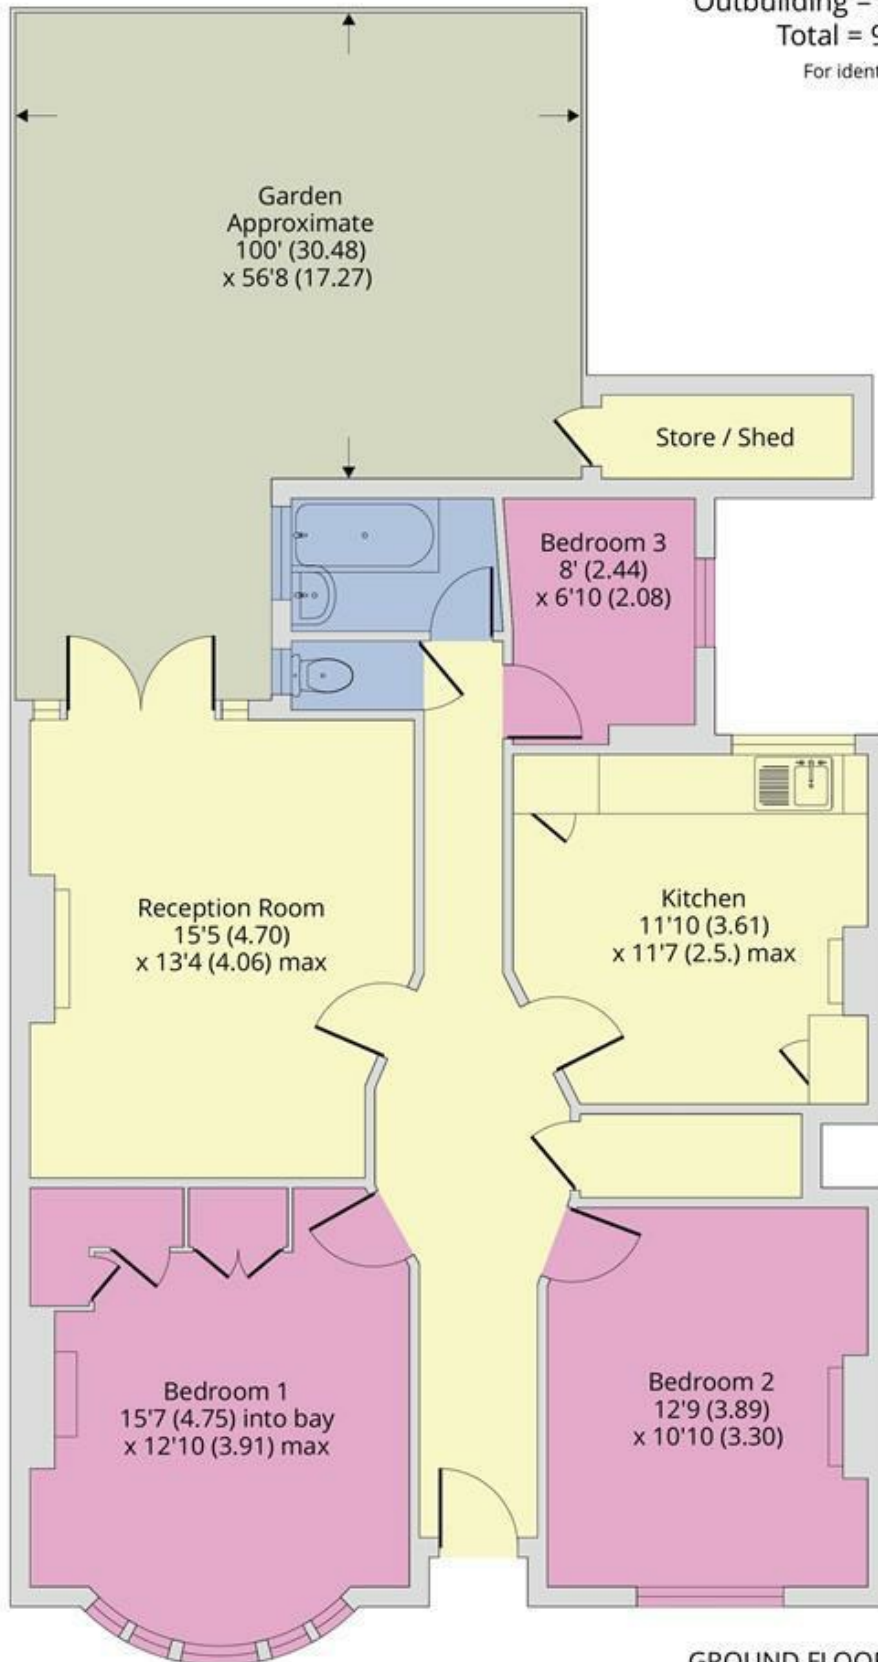 Outbuilding =
Total = 9
For ident
Garden
Approximate
100' (30.48)
x 56'8 (17.27)
Store / Shed
Bedroom 3
8' (2.44)
x 6'10 (2.08)
Reception Room
15'5 (4.70)
x 13'4 (4.06) max
Kitchen
11'10 (3.61)
x 11'7 (2.5.) max
Bedroom 1
15'7 (4.75) into bay
x 12'10 (3.91) max
Bedroom 2
12'9 (3.89)
x 10'10 (3.30)
GROUND FLOOR